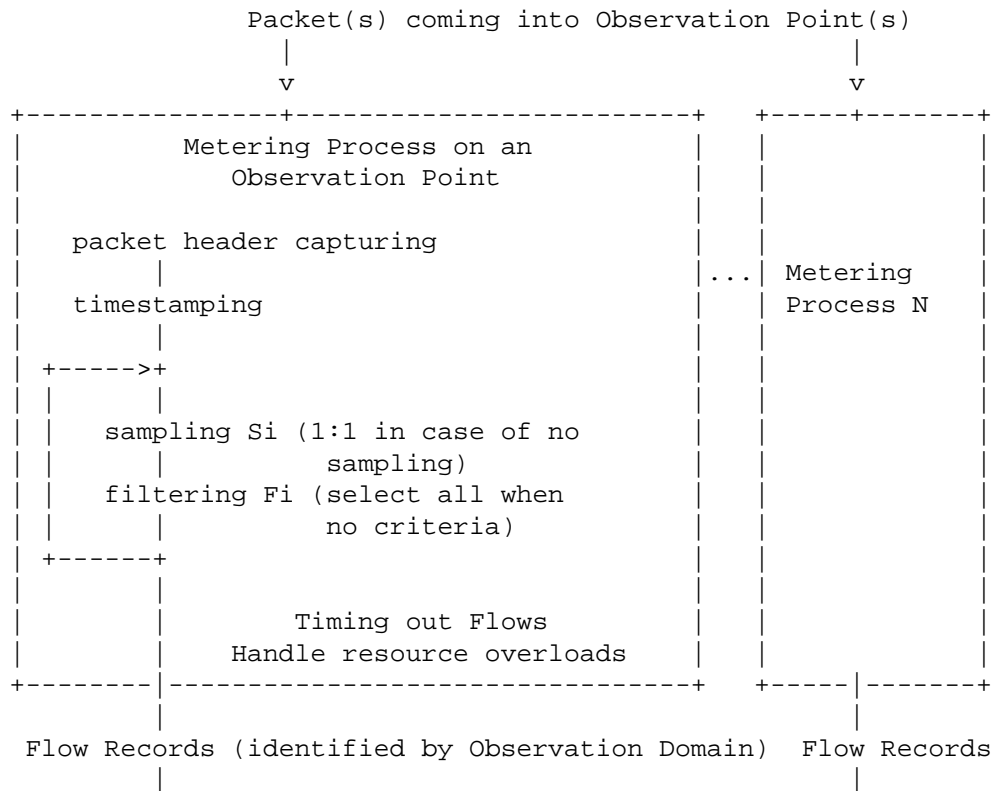 Packet(s) coming into Observation Point(s)
Metering Process on an
Observation Point
packet header capturing
... Metering
timestamping Process N
sampling Si (1:1 in case of no
sampling)
filtering Fi (select all when
no criteria)
Timing out Flows
Handle resource overloads
Flow Records (identified by Observation Domain) Flow Records